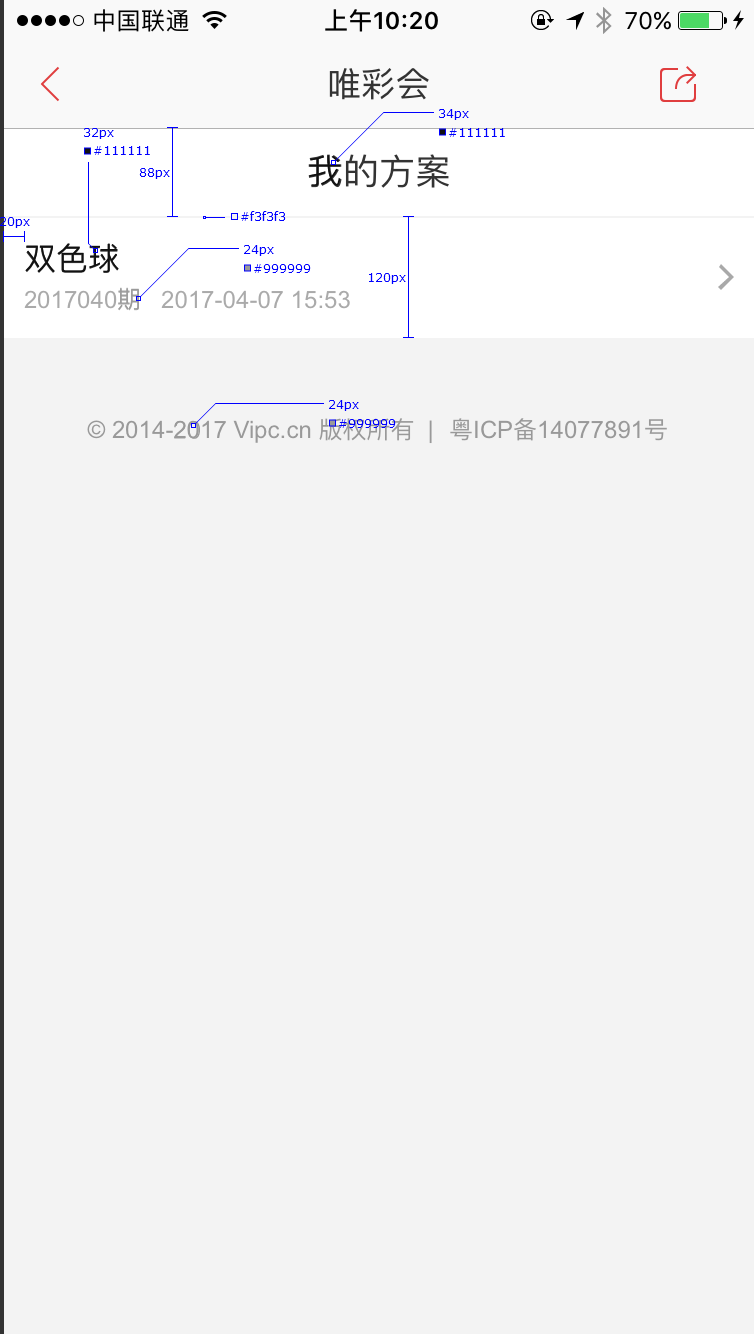 中国联通 上午10:20 70%
唯彩会
34px
#111111
32px
#111111
88px
我的方案
#f3f3f3
20px
双色球
24px
#999999
120px
2017040期 2017-04-07 15:53
24px
#999999
© 2014-2017 Vipc.cn 版权所有 | 粤ICP备14077891号